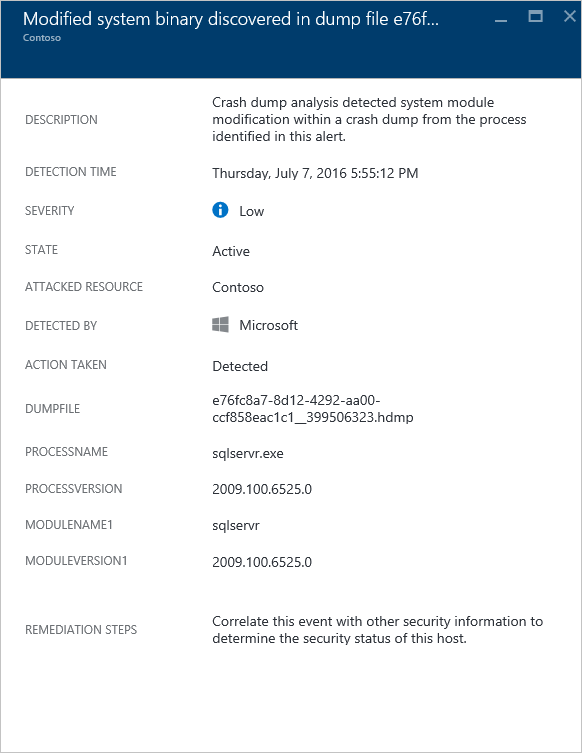 Modified system binary discovered in dump file e76f...
Contoso
DESCRIPTION
Crash dump analysis detected system module
modification within a crash dump from the process
identified in this alert.
DETECTION TIME
Thursday, July 7, 2016 5:55:12 PM
SEVERITY
Low
STATE
Active
ATTACKED RESOURCE
Contoso
DETECTED BY
Microsoft
ACTION TAKEN
Detected
DUMPFILE
e76fc8a7-8d12-4292-aa00-
ccf858eac1c1__399506323.hdmp
PROCESSNAME
sqlservr.exe
PROCESSVERSION
2009.100.6525.0
MODULENAME1
sqlservr
MODULEVERSION1
2009.100.6525.0
REMEDIATION STEPS
Correlate this event with other security information to
determine the security status of this host.